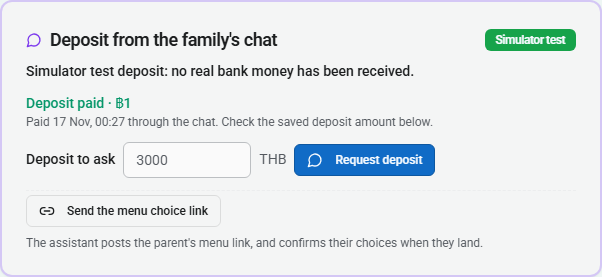 Deposit from the family's chat
Simulator test
Simulator test deposit: no real bank money has been received.
Deposit paid · ฿1
Paid 17 Nov, 00:27 through the chat. Check the saved deposit amount below.
Deposit to ask 3000 THB Request deposit
Send the menu choice link
The assistant posts the parent's menu link, and confirms their choices when they land.